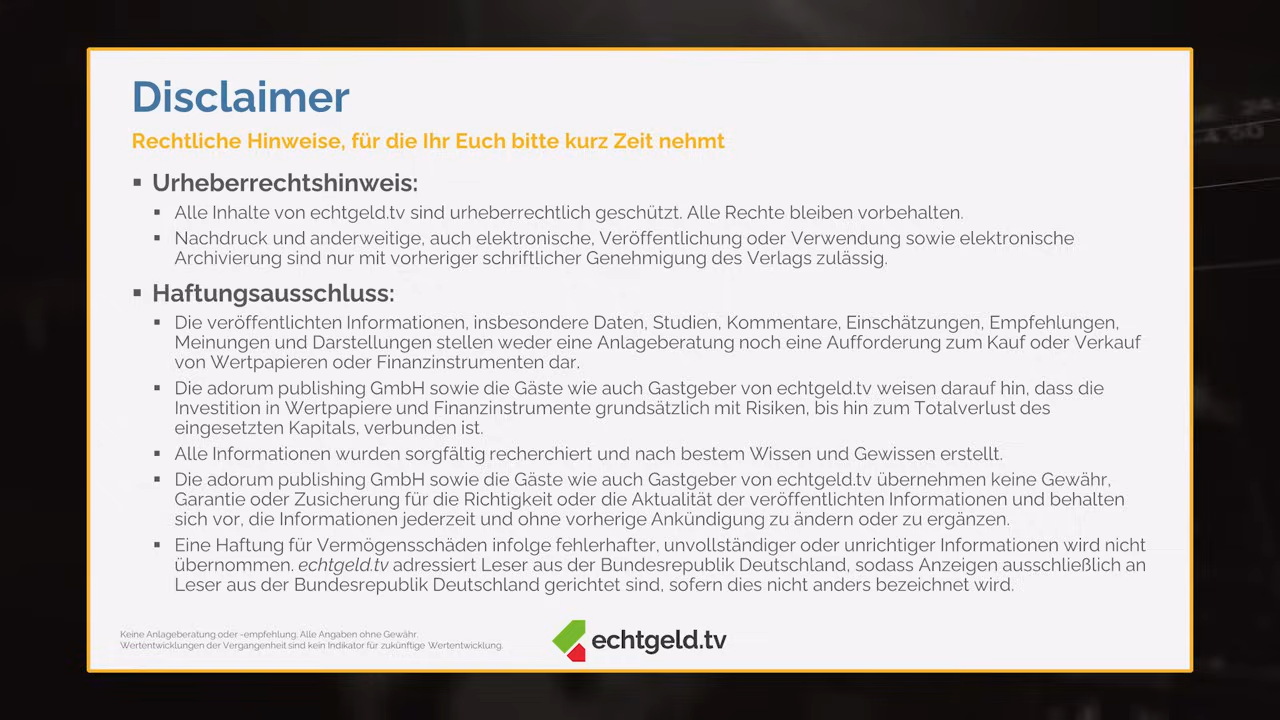 Disclaimer
Rechtliche Hinweise, für die Ihr Euch bitte kurz Zeit nehmt
▪ Urheberrechtshinweis:
▪ Alle Inhalte von echtgeld.tv sind urheberrechtlich geschützt. Alle Rechte bleiben vorbehalten.
▪ Nachdruck und anderweitige, auch elektronische, Veröffentlichung oder Verwendung sowie elektronische
Archivierung sind nur mit vorheriger schriftlicher Genehmigung des Verlags zulässig.
▪ Haftungsausschluss:
▪ Die veröffentlichten Informationen, insbesondere Daten, Studien, Kommentare, Einschätzungen, Empfehlungen,
Meinungen und Darstellungen stellen weder eine Anlageberatung noch eine Aufforderung zum Kauf oder Verkauf
von Wertpapieren oder Finanzinstrumenten dar.
▪ Die adorum publishing GmbH sowie die Gäste wie auch Gastgeber von echtgeld.tv weisen darauf hin, dass die
Investition in Wertpapiere und Finanzinstrumente grundsätzlich mit Risiken, bis hin zum Totalverlust des
eingesetzten Kapitals, verbunden ist.
▪ Alle Informationen wurden sorgfältig recherchiert und nach bestem Wissen und Gewissen erstellt.
▪ Die adorum publishing GmbH sowie die Gäste wie auch Gastgeber von echtgeld.tv übernehmen keine Gewähr,
Garantie oder Zusicherung für die Richtigkeit oder die Aktualität der veröffentlichten Informationen und behalten
sich vor, die Informationen jederzeit und ohne vorherige Ankündigung zu ändern oder zu ergänzen.
▪ Eine Haftung für Vermögensschäden infolge fehlerhafter, unvollständiger oder unrichtiger Informationen wird nicht
übernommen. echtgeld.tv adressiert Leser aus der Bundesrepublik Deutschland, sodass Anzeigen ausschließlich an
Leser aus der Bundesrepublik Deutschland gerichtet sind, sofern dies nicht anders bezeichnet wird.
Keine Anlageberatung oder -empfehlung. Alle Angaben ohne Gewähr.
Wertentwicklungen der Vergangenheit sind kein Indikator für zukünftige Wertentwicklung.
echtgeld.tv